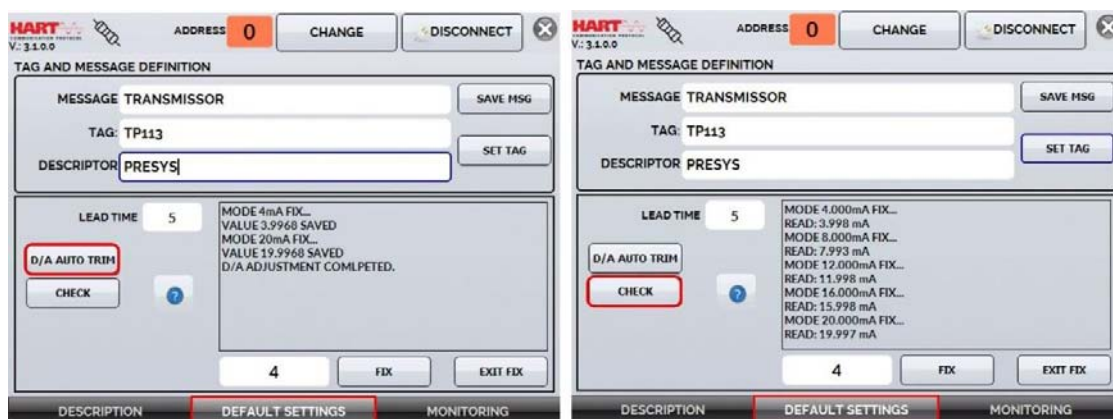 HART
COMMUNICATION PROTOCOL
V.: 3.1.0.0
ADDRESS 0 CHANGE DISCONNECT
TAG AND MESSAGE DEFINITION
MESSAGE TRANSMISSOR SAVE MSG
TAG: TP113
SET TAG
DESCRIPTOR PRESYS
LEAD TIME 5
D/A AUTO TRIM
CHECK
?
MODE 4mA FIX...
VALUE 3.9968 SAVED
MODE 20mA FIX...
VALUE 19.9968 SAVED
D/A ADJUSTMENT COMLPETED.
4 FIX EXIT FIX
DESCRIPTION DEFAULT SETTINGS MONITORING
HART
COMMUNICATION PROTOCOL
V.: 3.1.0.0
ADDRESS 0 CHANGE DISCONNECT
TAG AND MESSAGE DEFINITION
MESSAGE TRANSMISSOR SAVE MSG
TAG: TP113
SET TAG
DESCRIPTOR PRESYS
LEAD TIME 5
D/A AUTO TRIM
CHECK
?
MODE 4.000mA FIX...
READ: 3.998 mA
MODE 8.000mA FIX...
READ: 7.993 mA
MODE 12.000mA FIX...
READ: 11.998 mA
MODE 16.000mA FIX...
READ: 15.998 mA
MODE 20.000mA FIX...
READ: 19.997 mA
4 FIX EXIT FIX
DESCRIPTION DEFAULT SETTINGS MONITORING